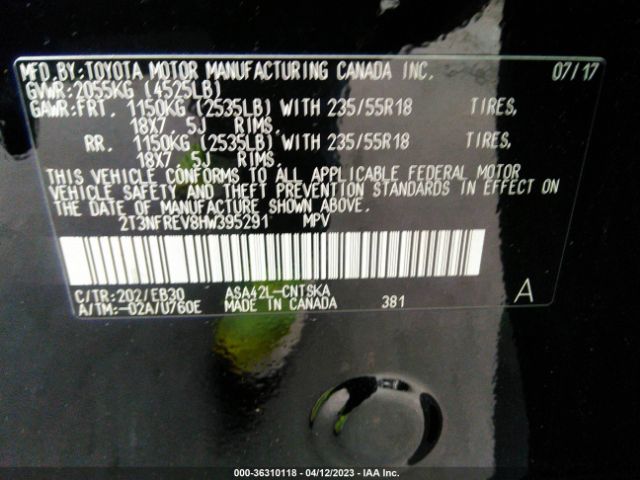 MFD.BY:TOYOTA MOTOR MANUFACTURING CANADA INC. 07/17
GVWR:2055KG (4525LB)
GAWR:FRT. 1150KG (2535LB) WITH 235/55R18 TIRES,
18X7.5J RIMS.
RR. 1150KG (2535LB) WITH 235/55R18 TIRES,
18X7.5J RIMS.
THIS VEHICLE CONFORMS TO ALL APPLICABLE FEDERAL MOTOR
VEHICLE SAFETY AND THEFT PREVENTION STANDARDS IN EFFECT ON
THE DATE OF MANUFACTURE SHOWN ABOVE.
2T3NFREV8HW395291 MPV
C/TR:202/EB30 ASA42L-CNTSKA
A/TM:-02A/U760E MADE IN CANADA 381 A
000-36310118 - 04/12/2023 - IAA Inc.